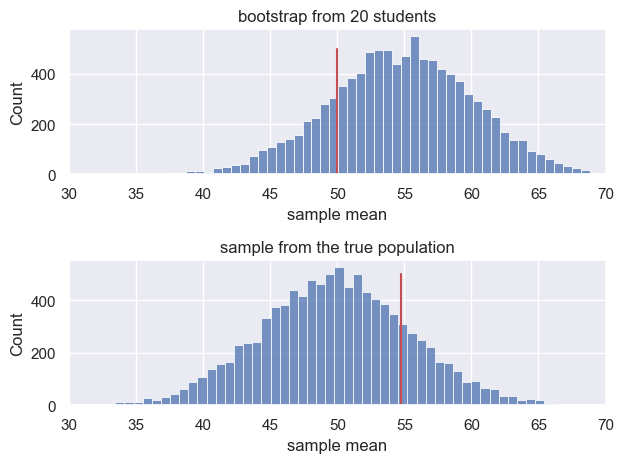 bootstrap from 20 students
Count
400
200
0
30 35 40 45 50 55 60 65 70
sample mean
sample from the true population
Count
400
200
0
30 35 40 45 50 55 60 65 70
sample mean